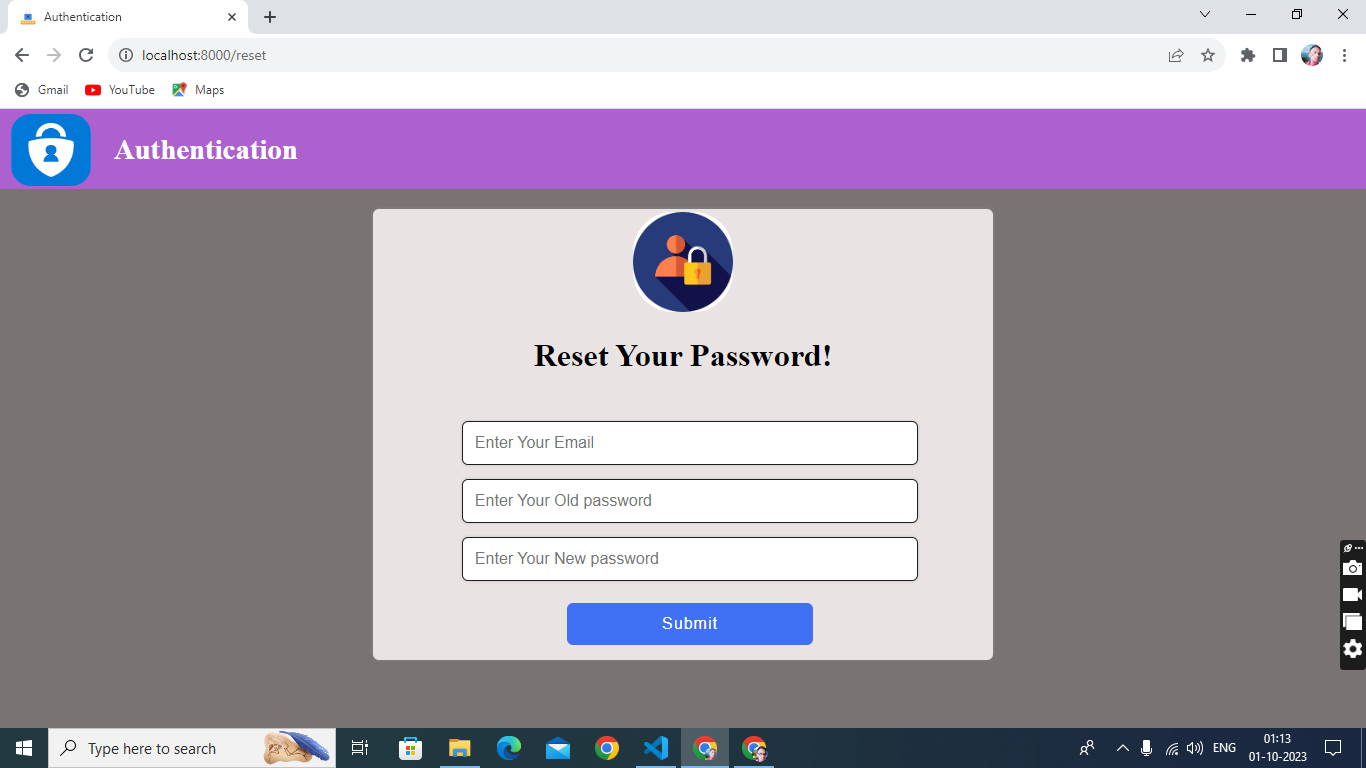 Authentication
localhost:8000/reset
Gmail
YouTube
Maps
Authentication
Reset Your Password!
Enter Your Email
Enter Your Old password
Enter Your New password
Submit
Type here to search
ENG
01:13
01-10-2023